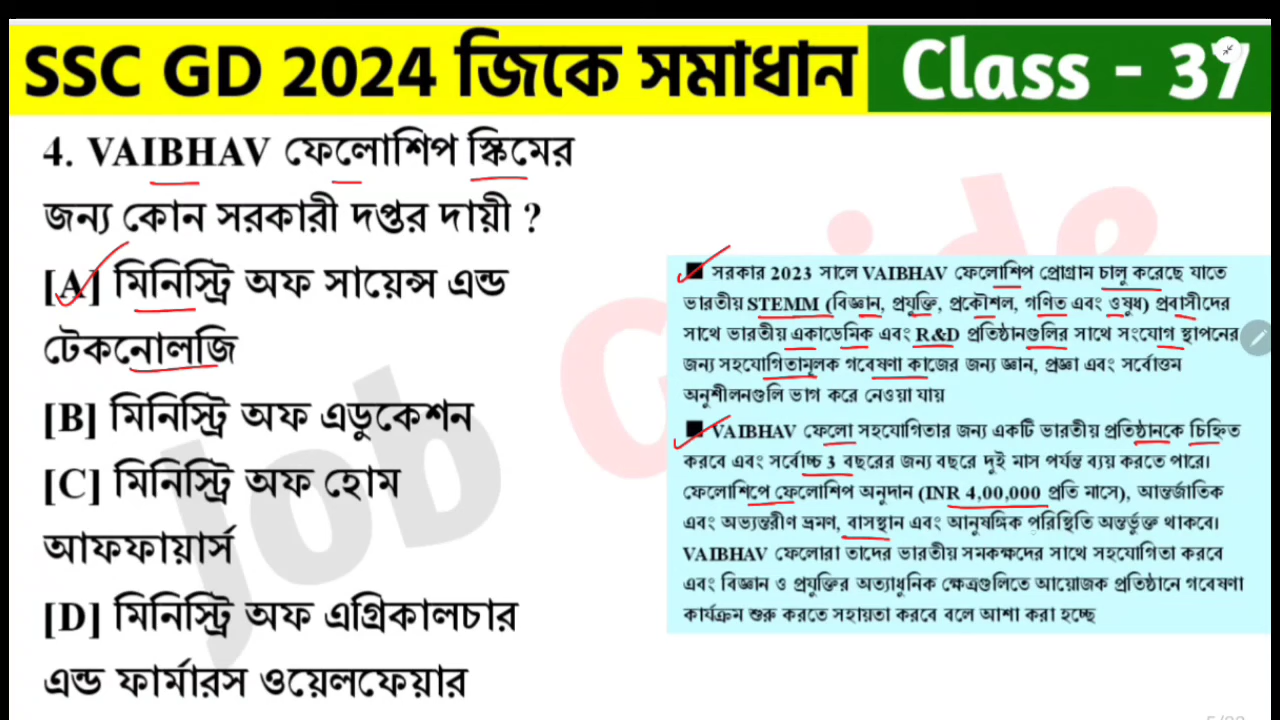 SSC GD 2024 জিকে সমাধান
Class - 37
4. VAIBHAV ফেলোশিপ স্কিমের
জন্য কোন সরকারী দপ্তর দায়ী ?
[A] মিনিস্ট্রি অফ সায়েন্স এন্ড
টেকনোলজি
[B] মিনিস্ট্রি অফ এডুকেশন
[C] মিনিস্ট্রি অফ হোম
আফফায়ার্স
[D] মিনিস্ট্রি অফ এগ্রিকালচার
এন্ড ফার্মারস ওয়েলফেয়ার
■ সরকার 2023 সালে VAIBHAV ফেলোশিপ প্রোগ্রাম চালু করেছে যাতে
ভারতীয় STEMM (বিজ্ঞান, প্রযুক্তি, প্রকৌশল, গণিত এবং ওষুধ) প্রবাসীদের
সাথে ভারতীয় একাডেমিক এবং R&D প্রতিষ্ঠানগুলির সাথে সংযোগ স্থাপনের
জন্য সহযোগিতামূলক গবেষণা কাজের জন্য জ্ঞান, প্রজ্ঞা এবং সর্বোত্তম
অনুশীলনগুলি ভাগ করে নেওয়া যায়
■ VAIBHAV ফেলো সহযোগিতার জন্য একটি ভারতীয় প্রতিষ্ঠানকে চিহ্নিত
করবে এবং সর্বোচ্চ 3 বছরের জন্য বছরে দুই মাস পর্যন্ত ব্যয় করতে পারে।
ফেলোশিপে ফেলোশিপ অনুদান (INR 4,00,000 প্রতি মাসে), আন্তর্জাতিক
এবং অভ্যন্তরীণ ভ্রমণ, বাসস্থান এবং আনুষঙ্গিক পরিস্থিতি অন্তর্ভুক্ত থাকবে।
VAIBHAV ফেলোরা তাদের ভারতীয় সমকক্ষদের সাথে সহযোগিতা করবে
এবং বিজ্ঞান ও প্রযুক্তির অত্যাধুনিক ক্ষেত্রগুলিতে আয়োজক প্রতিষ্ঠানে গবেষণা
কার্যক্রম শুরু করতে সহায়তা করবে বলে আশা করা হচ্ছে
Job Guide